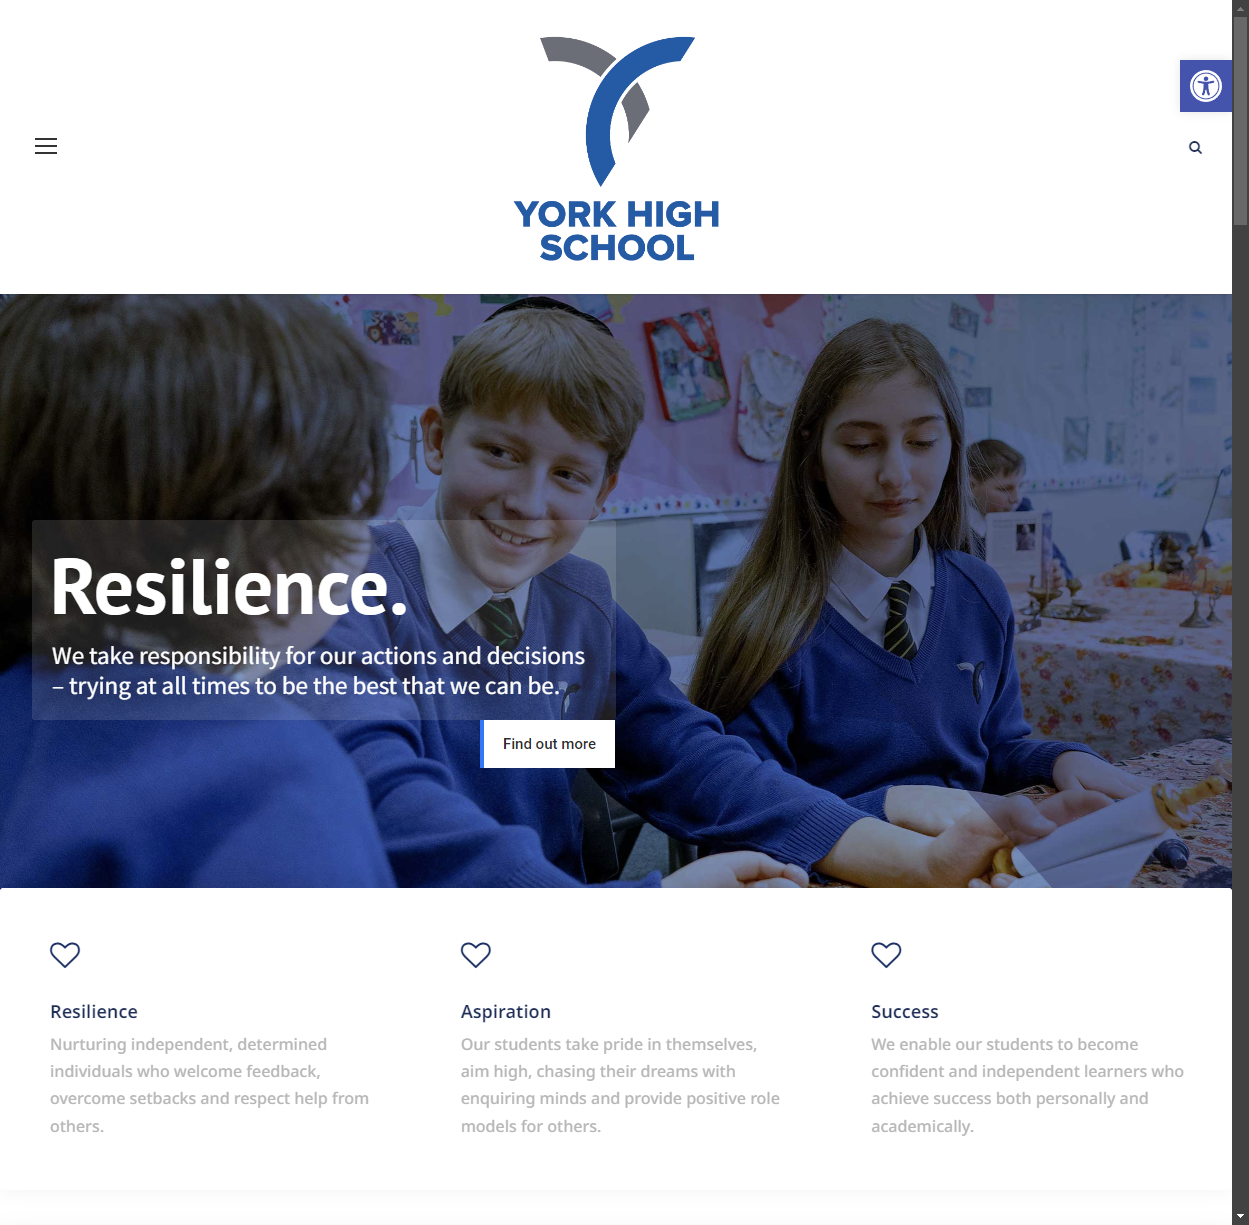 YORK HIGH
SCHOOL
Resilience.
We take responsibility for our actions and decisions
– trying at all times to be the best that we can be.
Find out more
Resilience
Nurturing independent, determined
individuals who welcome feedback,
overcome setbacks and respect help from
others.
Aspiration
Our students take pride in themselves,
aim high, chasing their dreams with
enquiring minds and provide positive role
models for others.
Success
We enable our students to become
confident and independent learners who
achieve success both personally and
academically.